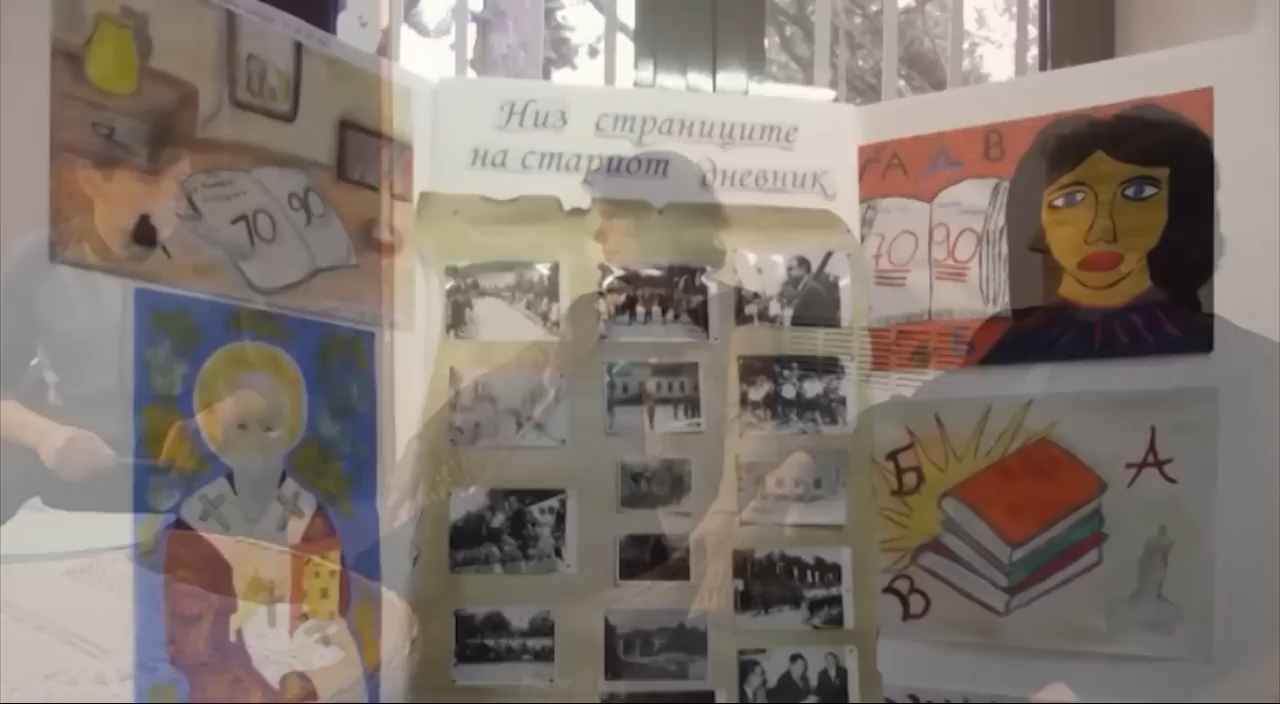 Низ страниците
на стариот дневник
70
90
А Д В
70
90
Б
Б
А
В